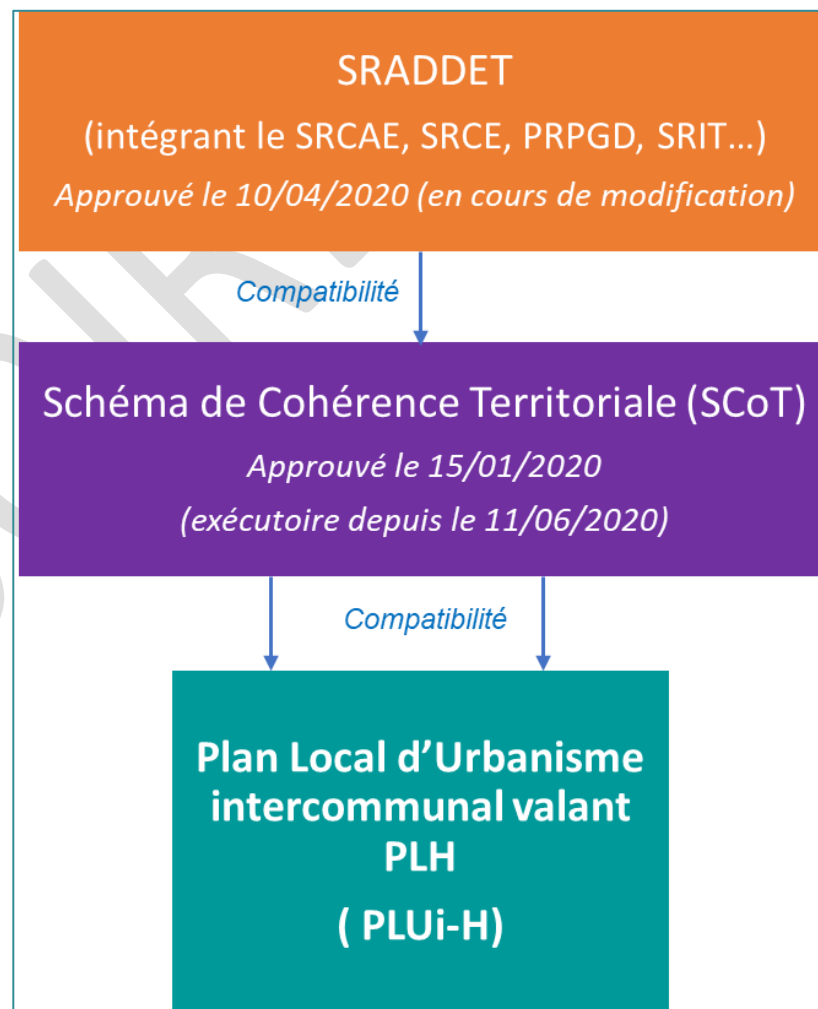 SRADDET
(intégrant le SRCAE, SRCE, PRPGD, SRIT…)
Approuvé le 10/04/2020 (en cours de modification)
Compatibilité
Schéma de Cohérence Territoriale (SCoT)
Approuvé le 15/01/2020
(exécutoire depuis le 11/06/2020)
Compatibilité
Plan Local d’Urbanisme
intercommunal valant
PLH
( PLUi-H)